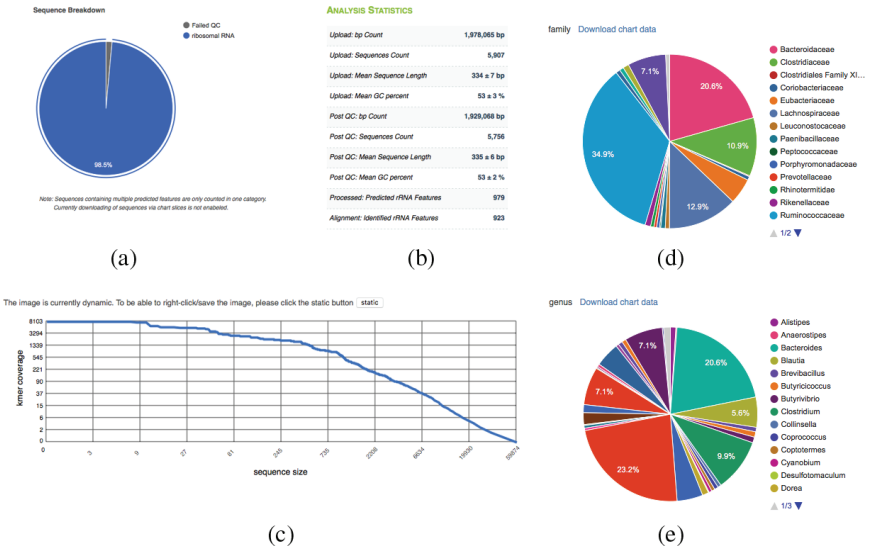 Sequence Breakdown
Failed QC
ribosomal RNA
98.5%
Note: Sequences containing multiple predicted features are only counted in one category.
Currently downloading of sequences via chart slices is not enabeled.
(a)
ANALYSIS STATISTICS
Upload: bp Count 1,978,065 bp
Upload: Sequences Count 5,907
Upload: Mean Sequence Length 334 ± 7 bp
Upload: Mean GC percent 53 ± 3 %
Post QC: bp Count 1,929,068 bp
Post QC: Sequences Count 5,756
Post QC: Mean Sequence Length 335 ± 6 bp
Post QC: Mean GC percent 53 ± 2 %
Processed: Predicted rRNA Features 979
Alignment: Identified rRNA Features 923
(b)
family Download chart data
7.1%
20.6%
10.9%
12.9%
34.9%
Bacteroidaceae
Clostridiaceae
Clostridiales Family XI...
Coriobacteriaceae
Eubacteriaceae
Lachnospiraceae
Leuconostocaceae
Paenibacillaceae
Peptococcaceae
Porphyromonadaceae
Prevotellaceae
Rhinotermitidae
Rikenellaceae
Ruminococcaceae
1/2
(d)
The image is currently dynamic. To be able to right-click/save the image, please click the static button static
kmer coverage
8103
3294
1339
545
221
90
37
15
6
2
0
0 3 9 27 81 245 735 2208 6634 19930 59874
sequence size
(c)
genus Download chart data
7.1%
20.6%
5.6%
9.9%
23.2%
7.1%
Alistipes
Anaerostipes
Bacteroides
Blautia
Brevibacillus
Butyricicoccus
Butyrivibrio
Clostridium
Collinsella
Coprococcus
Coptotermes
Cyanobium
Desulfotomaculum
Dorea
1/3
(e)